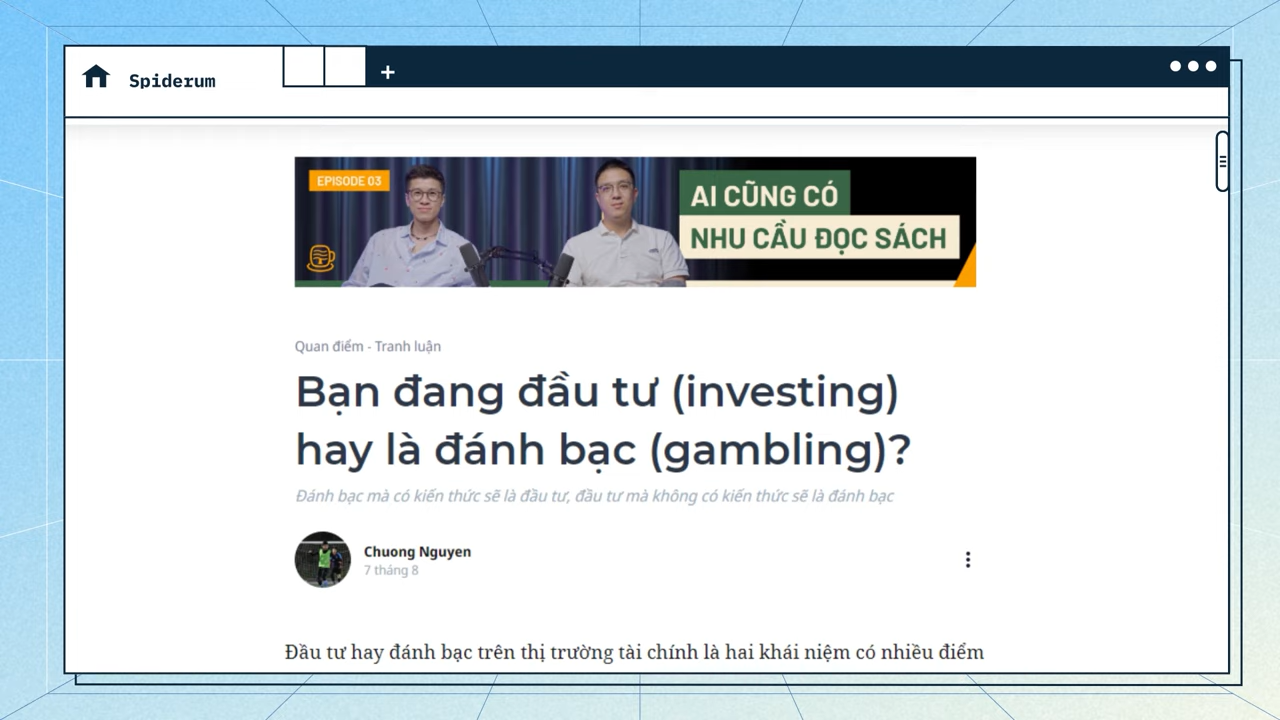 Spiderum
+
EPISODE 03
AI CŨNG CÓ
NHU CẦU ĐỌC SÁCH
Quan điểm - Tranh luận
Bạn đang đầu tư (investing)
hay là đánh bạc (gambling)?
Đánh bạc mà có kiến thức sẽ là đầu tư, đầu tư mà không có kiến thức sẽ là đánh bạc
Chuong Nguyen
7 tháng 8
Đầu tư hay đánh bạc trên thị trường tài chính là hai khái niệm có nhiều điểm